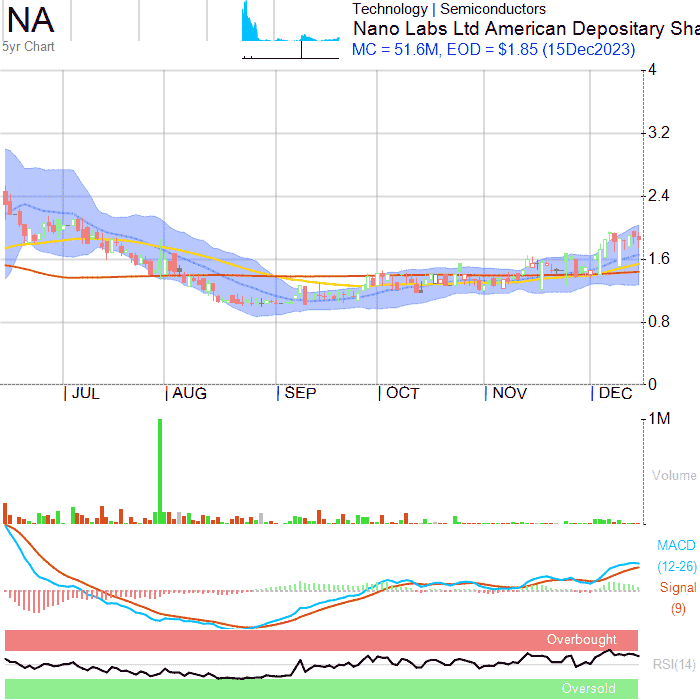 NA
5yr Chart
Technology | Semiconductors
Nano Labs Ltd American Depositary Sha
MC = 51.6M, EOD = $1.85 (15Dec2023)
4
3.2
2.4
1.6
0.8
0
JUL
AUG
SEP
OCT
NOV
DEC
1M
Volume
MACD
(12-26)
Signal
(9)
Overbought
RSI(14)
Oversold